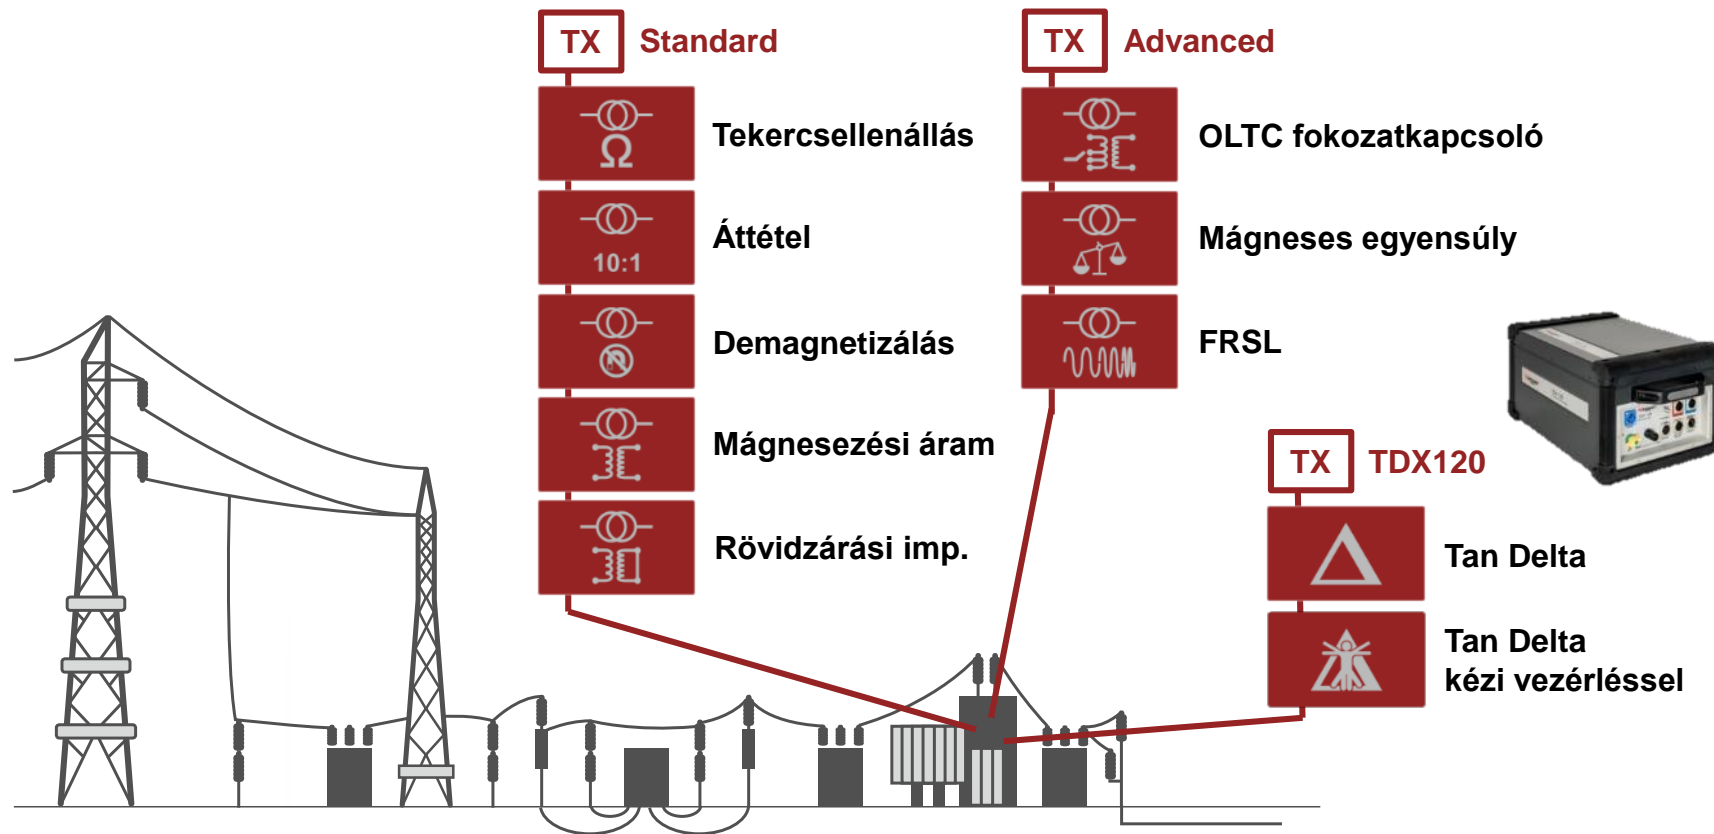 TX Standard
Tekercsellenállás
10:1
Áttétel
Demagnetizálás
Mágnesezési áram
Rövidzárási imp.
TX Advanced
OLTC fokozatkapcsoló
Mágneses egyensúly
FRSL
TX TDX120
Tan Delta
Tan Delta
kézi vezérléssel